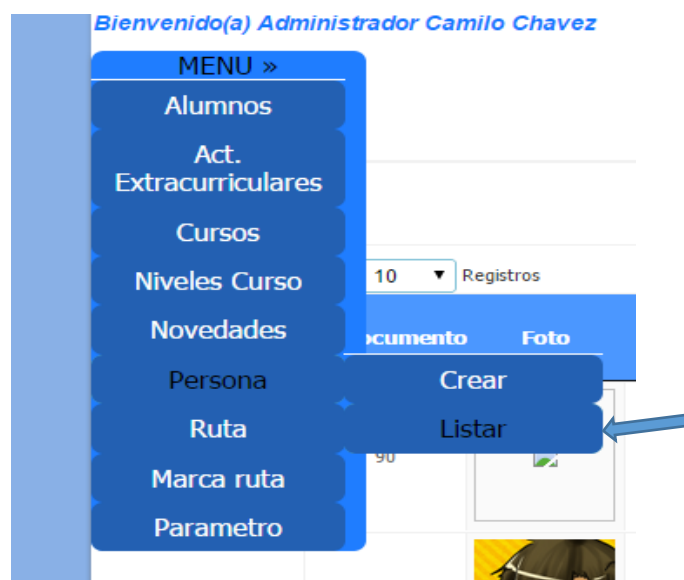 Bienvenido(a) Administrador Camilo Chavez
MENU »
Alumnos
Act.
Extracurriculares
Cursos
Niveles Curso
10 Registros
Novedades
ocumento Foto
Persona
Crear
Ruta
Listar
90
Marca ruta
Parametro